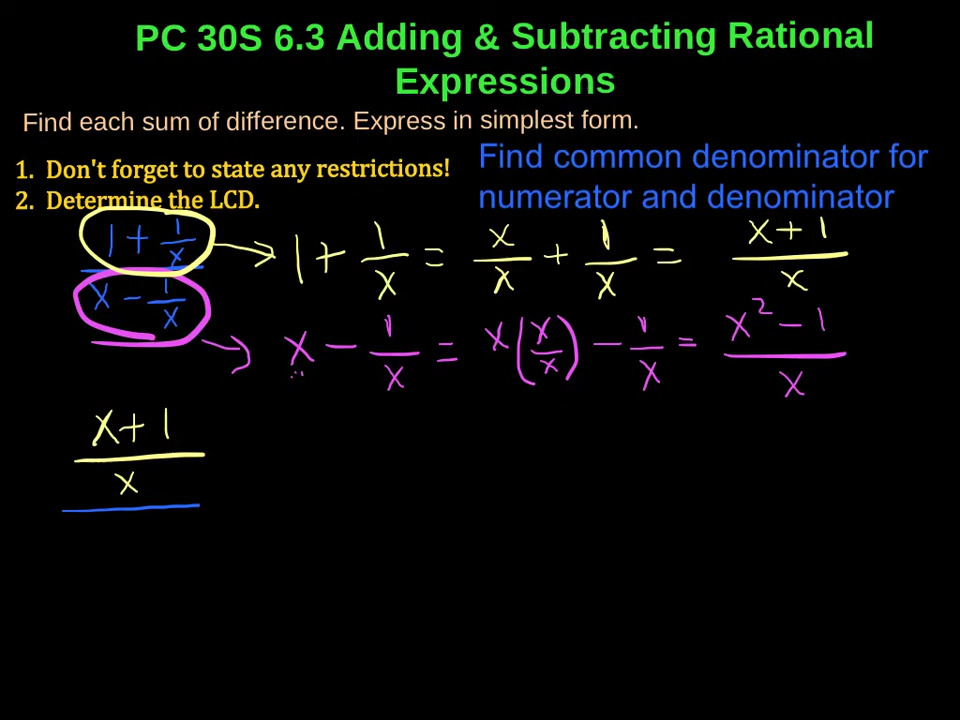 PC 30S 6.3 Adding & Subtracting Rational
Expressions
Find each sum of difference. Express in simplest form.
1. Don't forget to state any restrictions!
2. Determine the LCD.
Find common denominator for
numerator and denominator
1 + 1/x → 1 + 1/x = x/x + 1/x = x+1/x
x - 1/x → x - 1/x = x(x/x) - 1/x = x² - 1/x
x+1
x